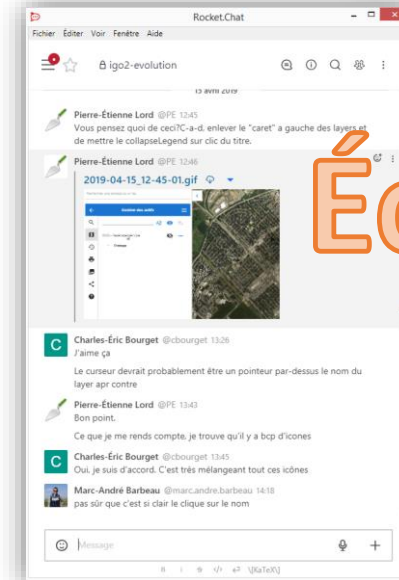 Rocket.Chat
Fichier Éditer Voir Fenêtre Aide
igo2-evolution
15 avril 2019
Pierre-Étienne Lord @PE 12:45
Vous pensez quoi de ceci?C-a-d. enlever le "caret" a gauche des layers et
de mettre le collapseLegend sur clic du titre.
Pierre-Étienne Lord @PE 12:46
2019-04-15_12-45-01.gif
Éc
C
Charles-Éric Bourget @cbourget 13:26
J'aime ça
Le curseur devrait probablement être un pointeur par-dessus le nom du
layer apr contre
Pierre-Étienne Lord @PE 13:43
Bon point.
Ce que je me rends compte, je trouve qu'il y a bcp d'icones
C
Charles-Éric Bourget @cbourget 13:45
Oui, je suis d'accord. C'est très mélangeant tout ces icônes
Marc-André Barbeau @marc.andre.barbeau 14:18
pas sûr que c'est si clair le clique sur le nom
Message